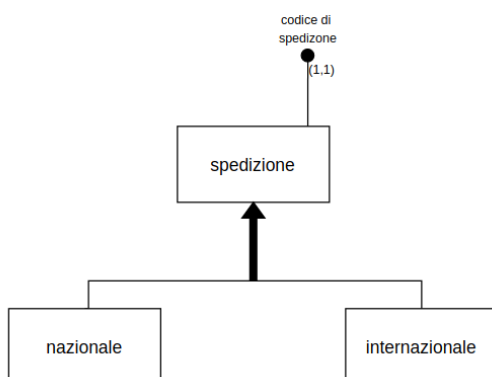 codice di
spedizone
(1,1)
spedizione
nazionale
internazionale